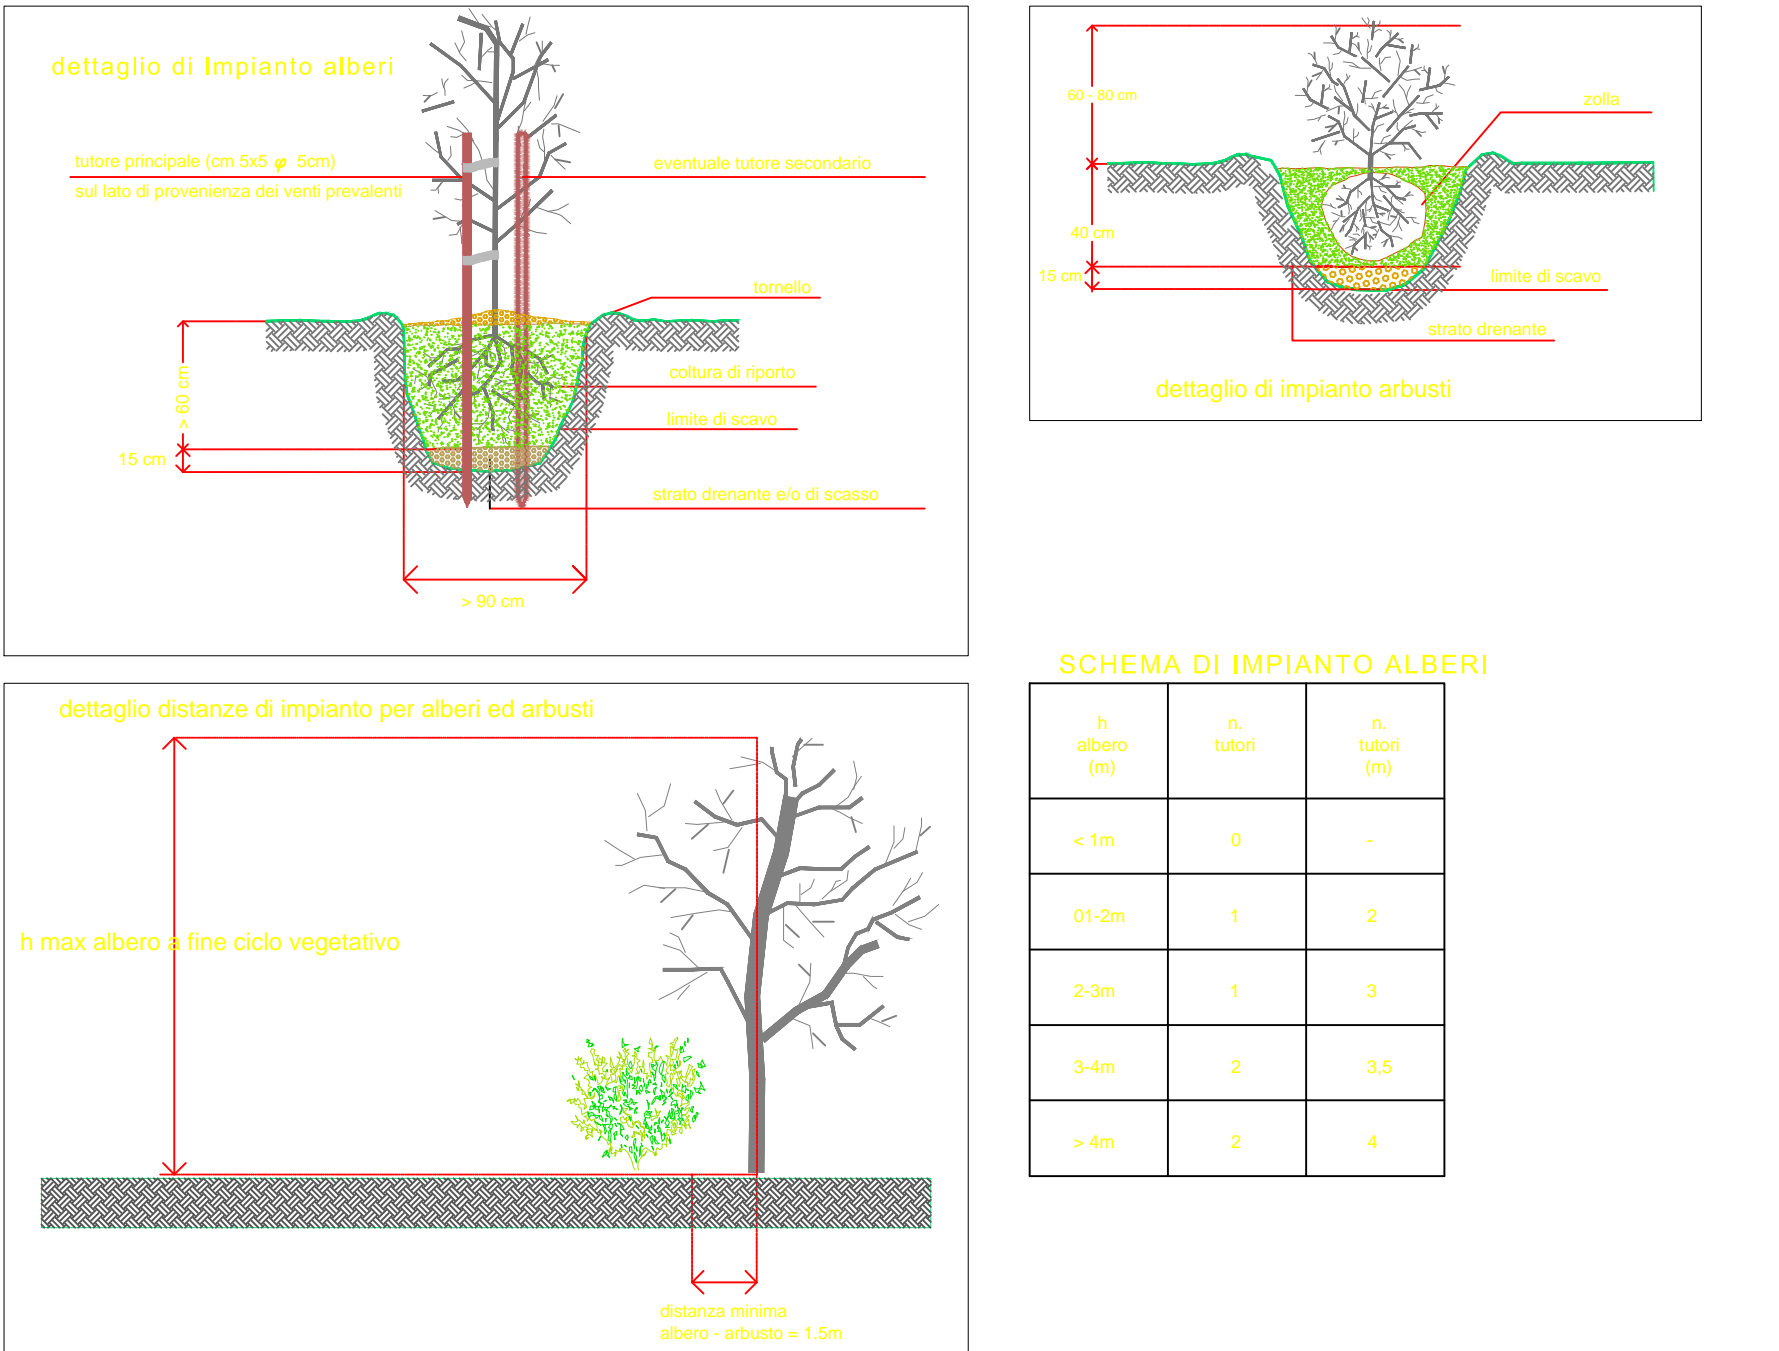 dettaglio di Impianto alberi
tutore principale (cm 5x5 φ 5cm)
sul lato di provenienza dei venti prevalenti
eventuale tutore secondario
tornello
coltura di riporto
limite di scavo
strato drenante e/o di scasso
> 60 cm
15 cm
> 90 cm
60 - 80 cm
zolla
40 cm
15 cm
limite di scavo
strato drenante
dettaglio di impianto arbusti
dettaglio distanze di impianto per alberi ed arbusti
h max albero a fine ciclo vegetativo
distanza minima
albero - arbusto = 1.5m
SCHEMA DI IMPIANTO ALBERI
h
albero
(m)
n.
tutori
n.
tutori
(m)
< 1m 0 -
01-2m 1 2
2-3m 1 3
3-4m 2 3.5
> 4m 2 4